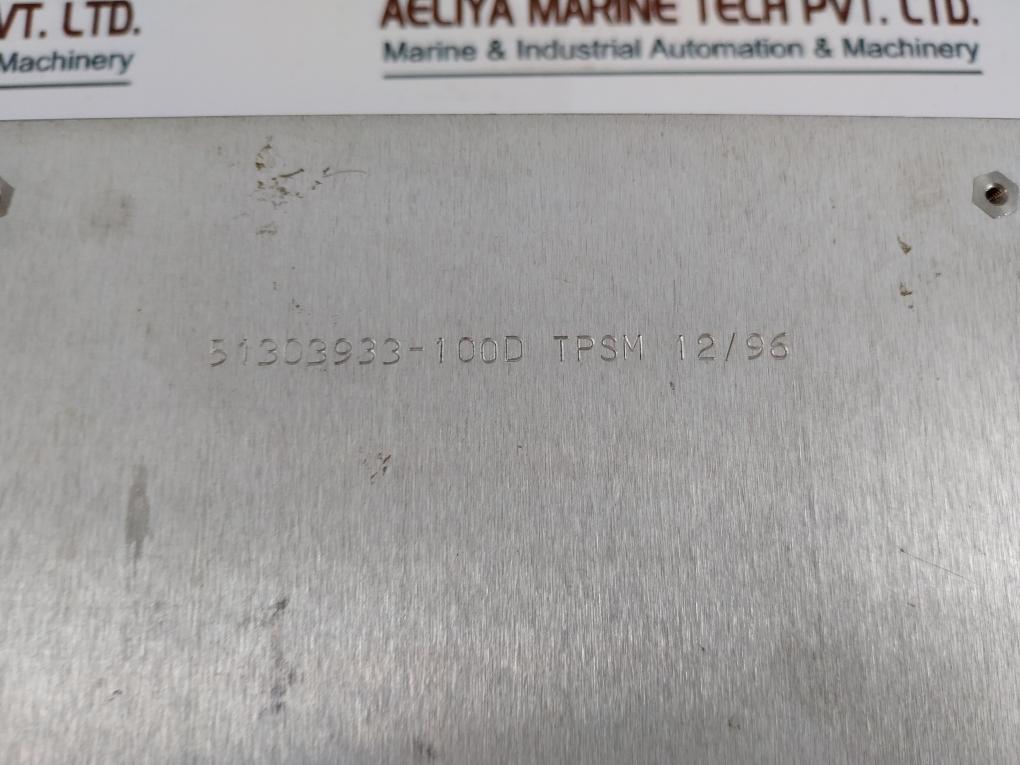 VT. LTD.
Machinery
AELIYA MARINE TECH PVT. LTD.
Marine & Industrial Automation & Machinery
51303933-100D TPSM 12/96